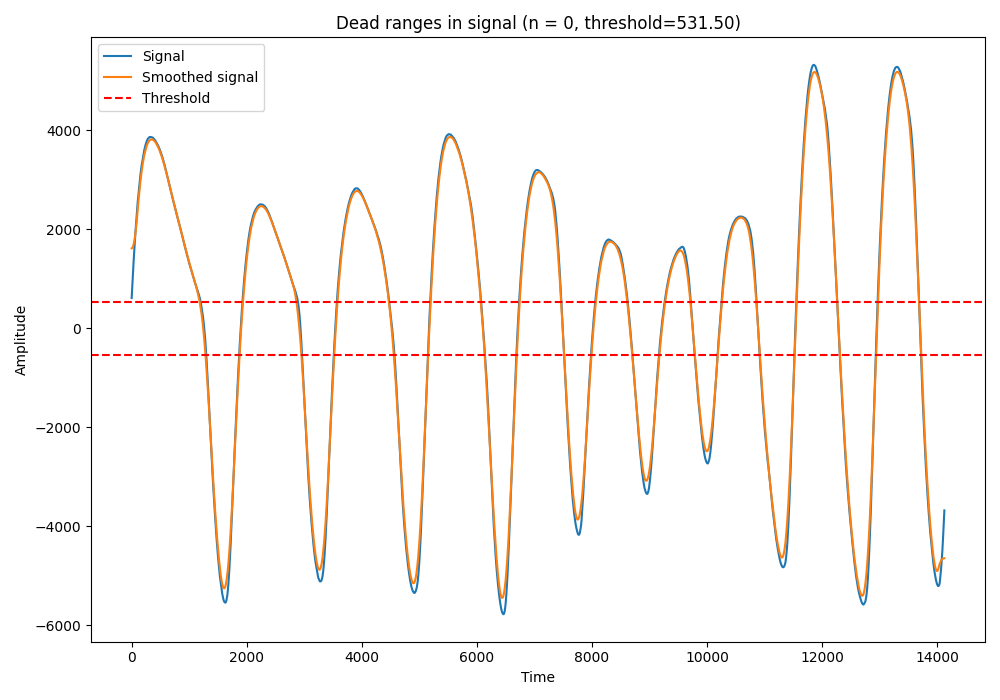 Dead ranges in signal (n = 0, threshold=531.50)
Signal
Smoothed signal
Threshold
Amplitude
4000
2000
0
−2000
−4000
−6000
0 2000 4000 6000 8000 10000 12000 14000
Time